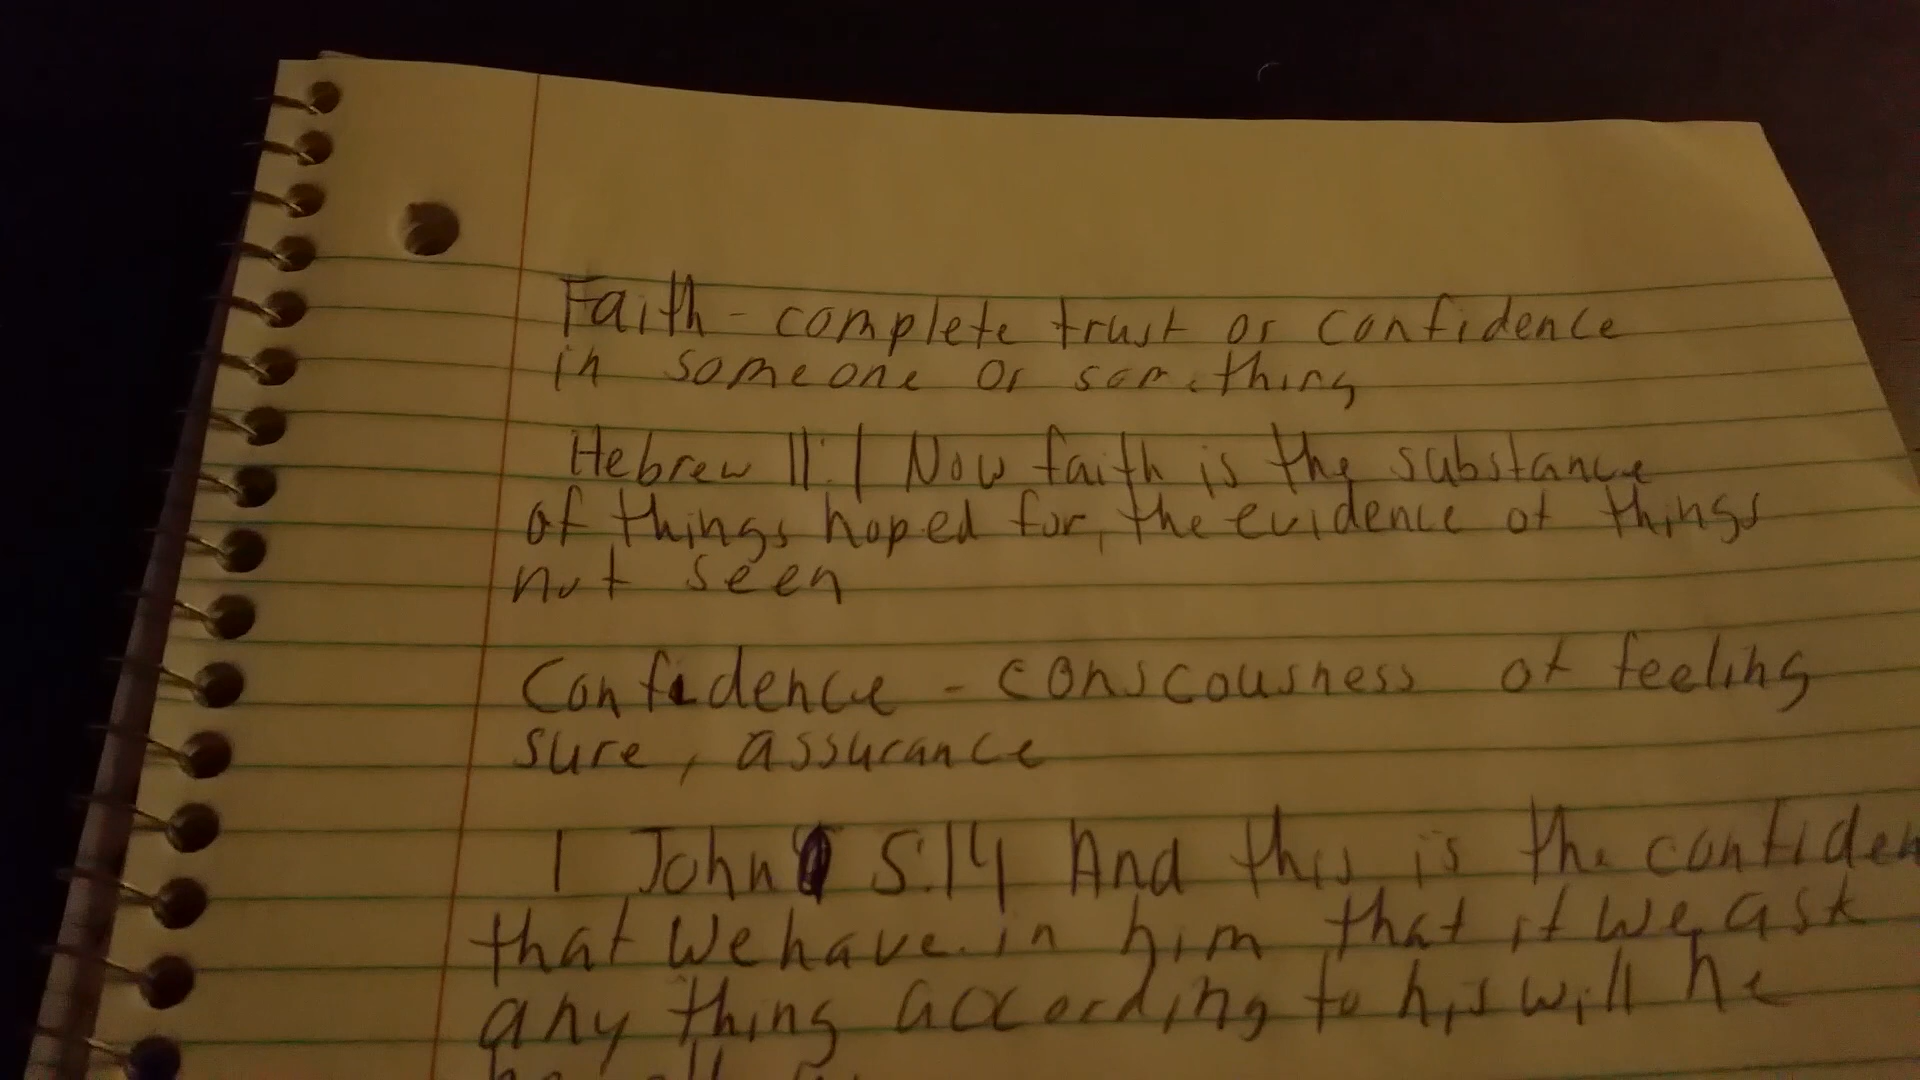 Faith - complete trust or confidence
in someone or something
Hebrew 11:1 Now faith is the substance
of things hoped for, the evidence of things
not seen
Confidence - conscousness of feeling
sure, assurance
1 John 5:14 And this is the confiden
that we have in him that if we ask
any thing according to his will he